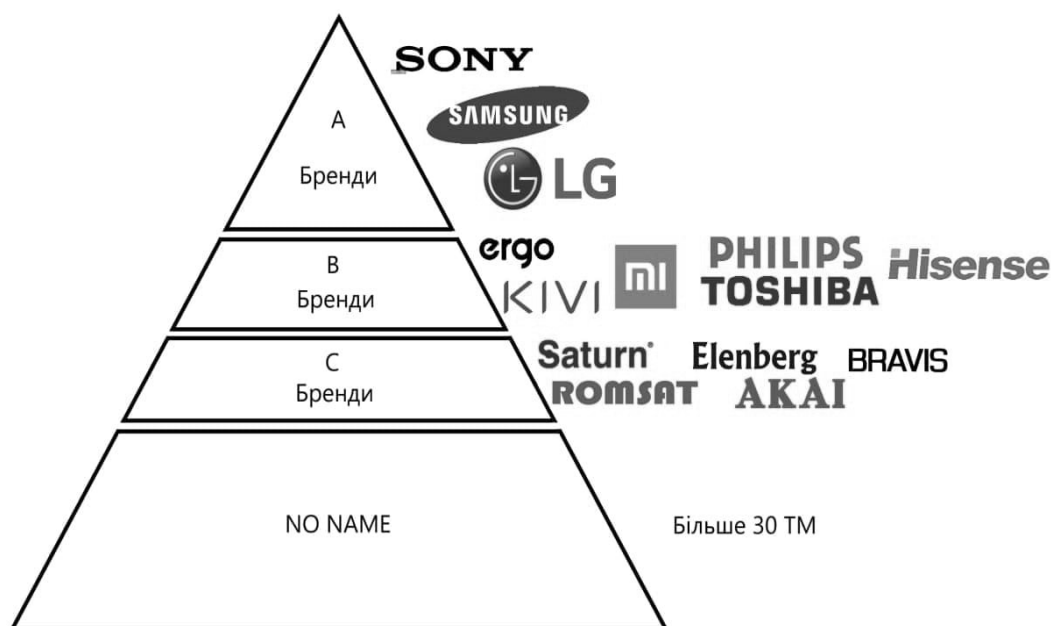 SONY
A
SAMSUNG
Бренди
LG
ergo
B
mi
PHILIPS
Hisense
Бренди
KIVI
TOSHIBA
C
Saturn
Elenberg
BRAVIS
Бренди
ROMSAT
AKAI
NO NAME
Більше 30 ТМ